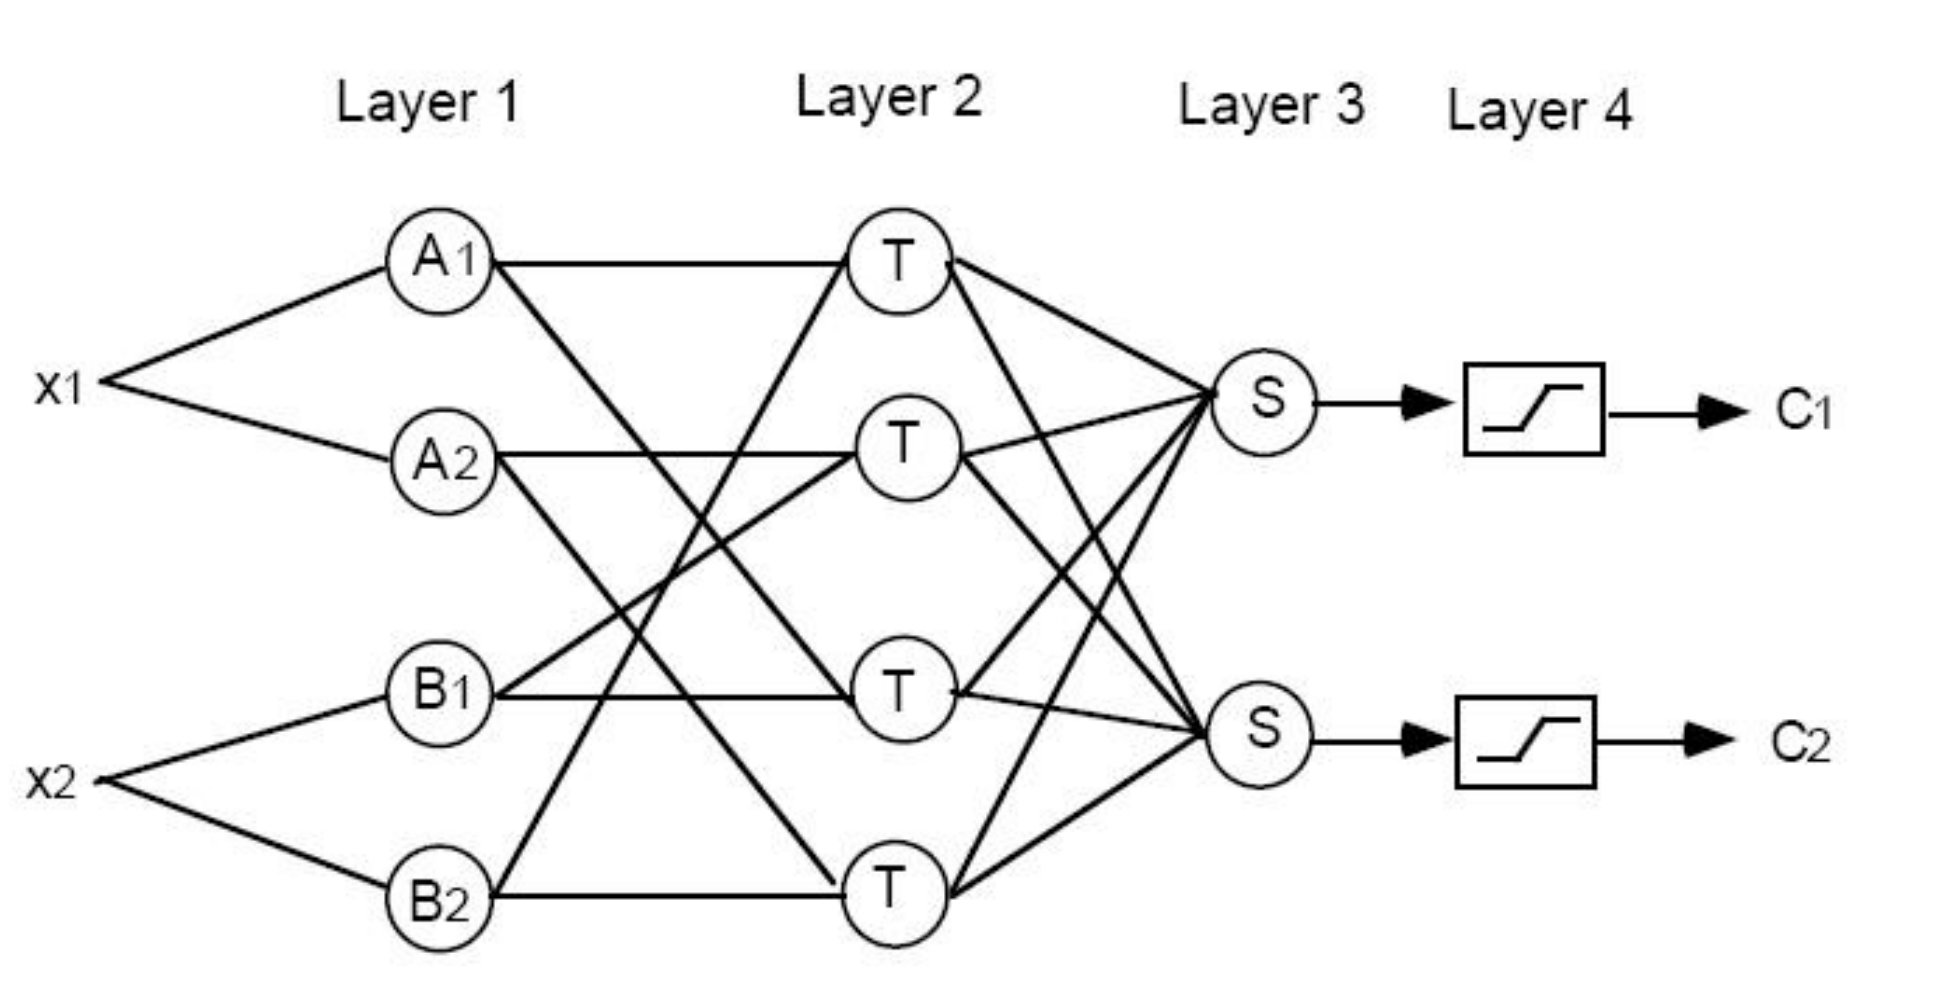 Layer 1 Layer 2 Layer 3 Layer 4
A1 T
x1 S C1
A2 T
B1 T
x2 S C2
B2 T